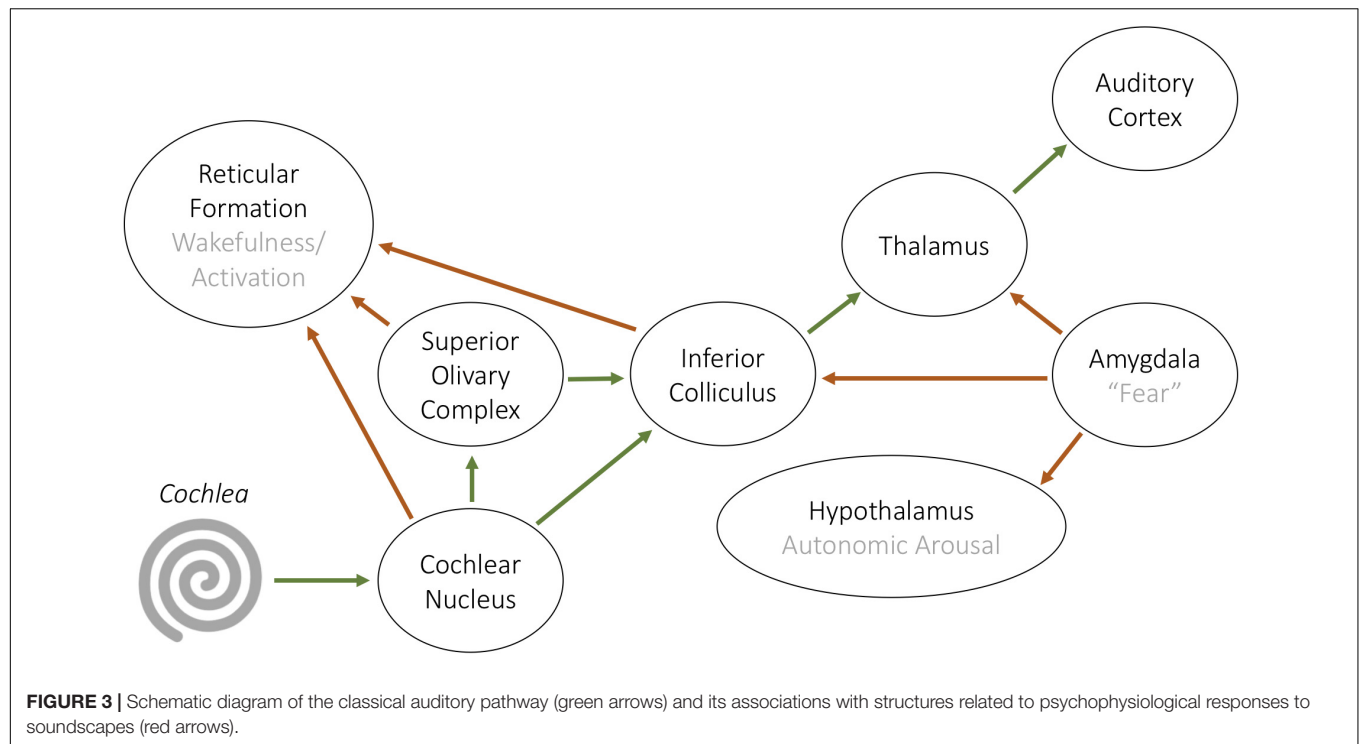 Auditory
Cortex
Reticular
Formation
Wakefulness/
Activation
Thalamus
Superior
Olivary
Complex
Inferior
Colliculus
Amygdala
“Fear”
Cochlea
Hypothalamus
Autonomic Arousal
Cochlear
Nucleus
FIGURE 3 | Schematic diagram of the classical auditory pathway (green arrows) and its associations with structures related to psychophysiological responses to
soundscapes (red arrows).